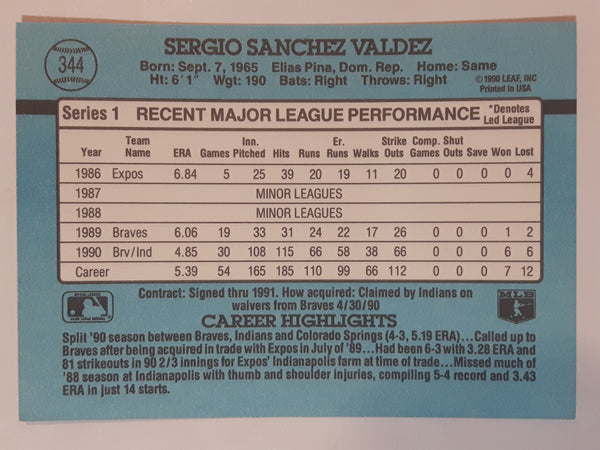 344
SERGIO SANCHEZ VALDEZ
Born: Sept. 7, 1965 Elias Pina, Dom. Rep. Home: Same
Ht: 6'1" Wgt: 190 Bats: Right Throws: Right
©1990 LEAF, INC
Printed in USA
Series 1 RECENT MAJOR LEAGUE PERFORMANCE *Denotes Led League
Year Team Name ERA Games Inn. Pitched Hits Runs Er. Runs Walks Strike Outs Comp. Games Shut Outs Save Won Lost
1986 Expos 6.84 5 25 39 20 19 11 20 0 0 0 0 4
1987 MINOR LEAGUES
1988 MINOR LEAGUES
1989 Braves 6.06 19 33 31 24 22 17 26 0 0 0 1 2
1990 Brv/Ind 4.85 30 108 115 66 58 38 66 0 0 0 6 6
Career 5.39 54 165 185 110 99 66 112 0 0 0 7 12
Contract: Signed thru 1991. How acquired: Claimed by Indians on
waivers from Braves 4/30/90
MLB
CAREER HIGHLIGHTS
Split '90 season between Braves, Indians and Colorado Springs (4-3, 5.19 ERA)...Called up to
Braves after being acquired in trade with Expos in July of '89...Had been 6-3 with 3.28 ERA and
81 strikeouts in 90 2/3 innings for Expos' Indianapolis farm at time of trade...Missed much of
'88 season at Indianapolis with thumb and shoulder injuries, compiling 5-4 record and 3.43
ERA in just 14 starts.